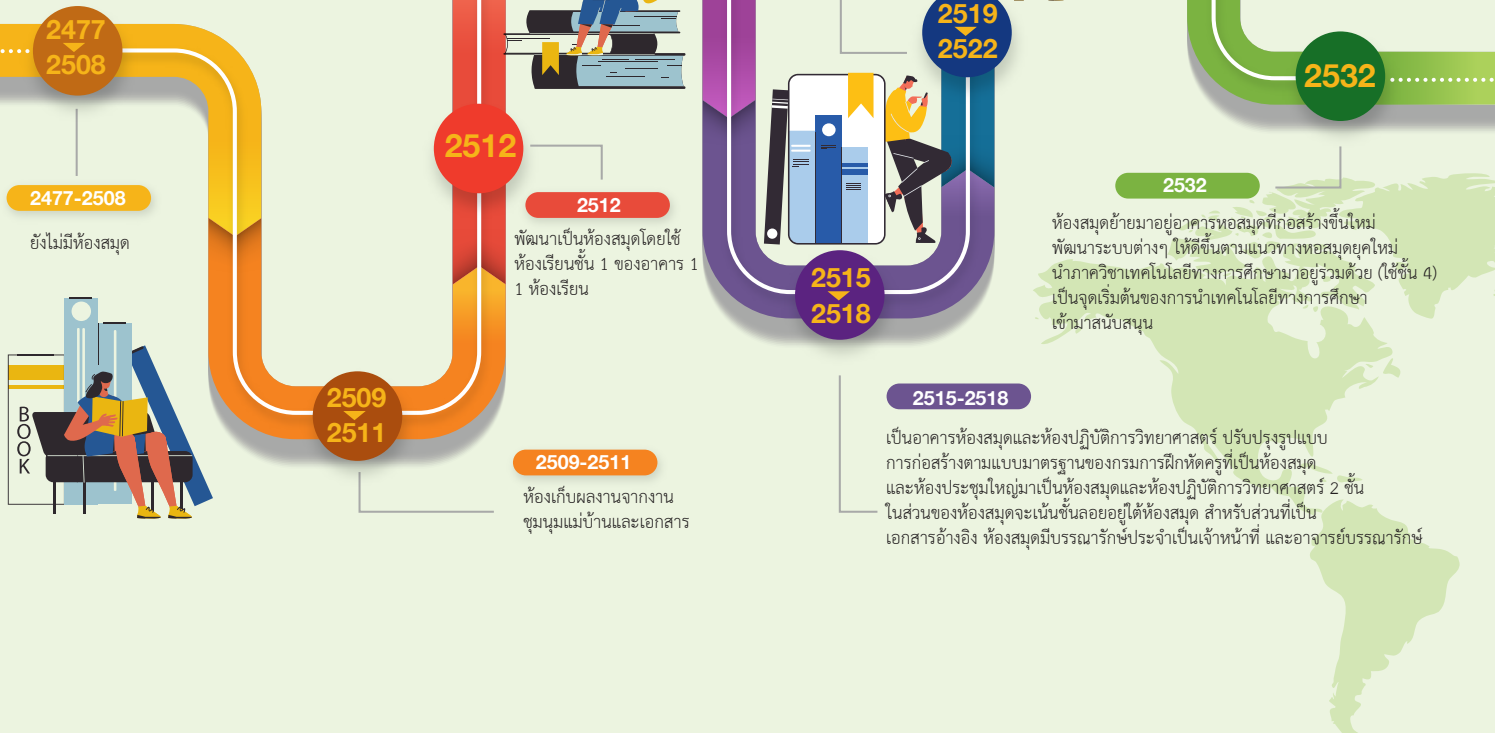 2477
2508
2477-2508
ยังไม่มีห้องสมุด
BOOK
2509
2511
2509-2511
ห้องเก็บผลงานจากงาน
ชุมนุมแม่บ้านและเอกสาร
2512
2512
พัฒนาเป็นห้องสมุดโดยใช้
ห้องเรียนชั้น 1 ของอาคาร 1
1 ห้องเรียน
2515
2518
2515-2518
เป็นอาคารห้องสมุดและห้องปฏิบัติการวิทยาศาสตร์ ปรับปรุงรูปแบบ
การก่อสร้างตามแบบมาตรฐานของกรมการฝึกหัดครูที่เป็นห้องสมุด
และห้องประชุมใหญ่มาเป็นห้องสมุดและห้องปฏิบัติการวิทยาศาสตร์ 2 ชั้น
ในส่วนของห้องสมุดจะเน้นชั้นลอยอยู่ใต้ห้องสมุด สำหรับส่วนที่เป็น
เอกสารอ้างอิง ห้องสมุดมีบรรณารักษ์ประจำเป็นเจ้าหน้าที่ และอาจารย์บรรณารักษ์
2519
2522
2532
2532
ห้องสมุดย้ายมาอยู่อาคารหอสมุดที่ก่อสร้างขึ้นใหม่
พัฒนาระบบต่างๆ ให้ดีขึ้นตามแนวทางหอสมุดยุคใหม่
นำภาควิชาเทคโนโลยีทางการศึกษามาอยู่ร่วมด้วย (ใช้ชั้น 4)
เป็นจุดเริ่มต้นของการนำเทคโนโลยีทางการศึกษา
เข้ามาสนับสนุน